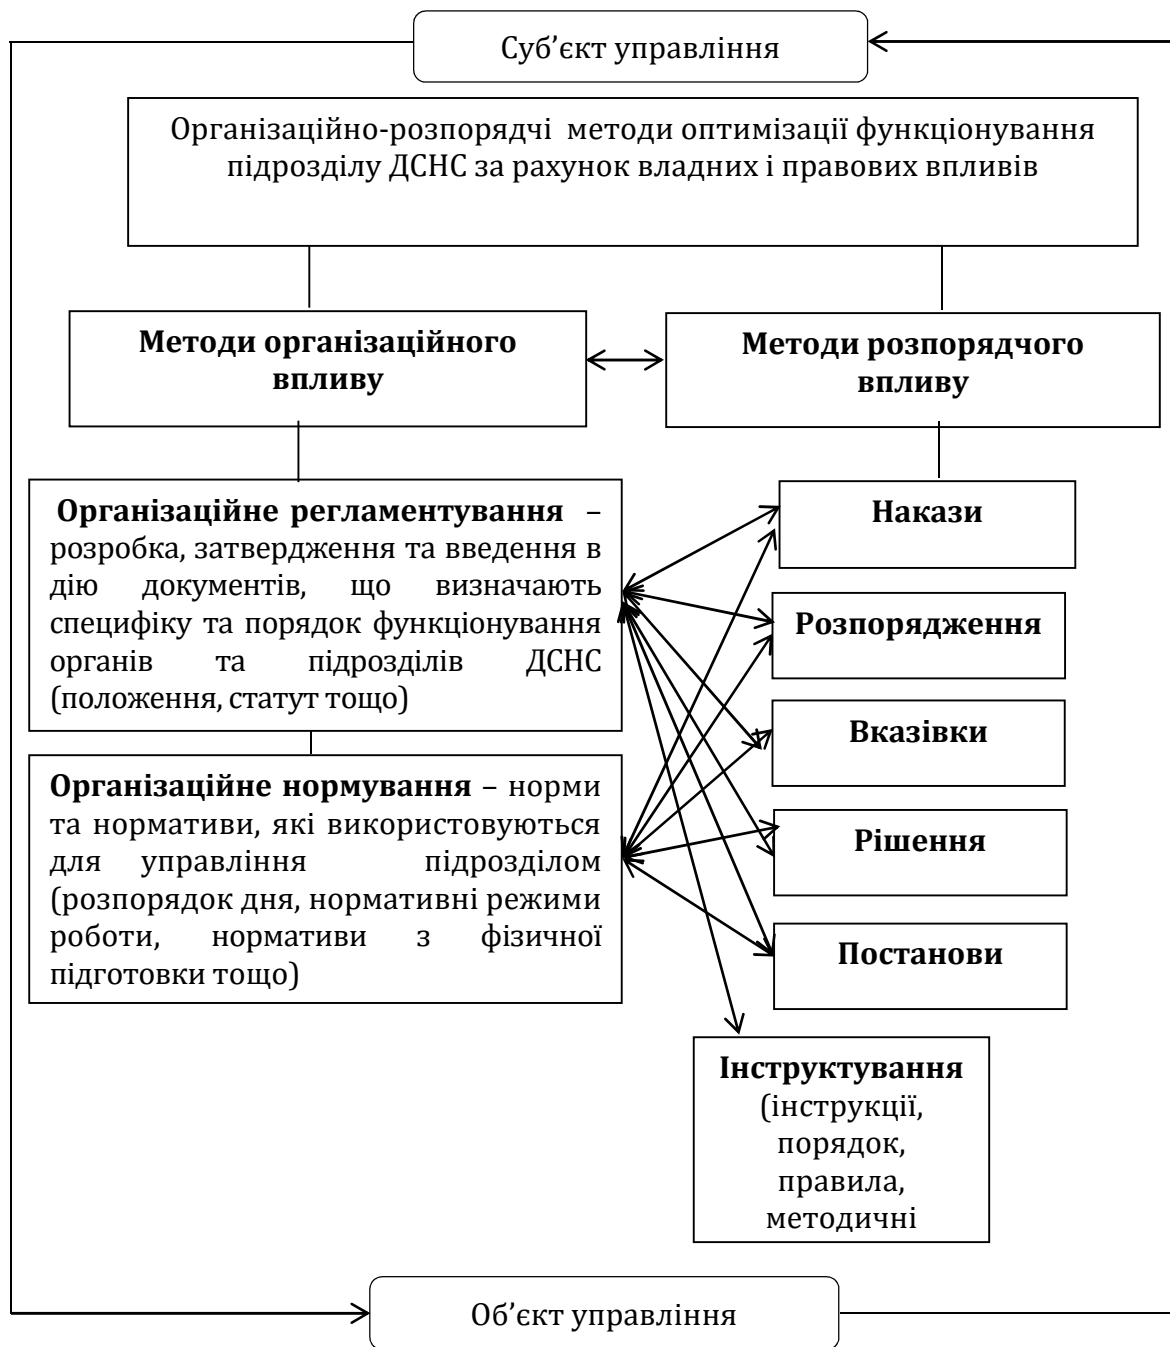 Суб’єкт управління
Організаційно-розпорядчі методи оптимізації функціонування
підрозділу ДСНС за рахунок владних і правових впливів
Методи організаційного
впливу
Методи розпорядчого
впливу
Організаційне регламентування –
розробка, затвердження та введення в
дію документів, що визначають
специфіку та порядок функціонування
органів та підрозділів ДСНС
(положення, статут тощо)
Організаційне нормування – норми
та нормативи, які використовуються
для управління підрозділом
(розпорядок дня, нормативні режими
роботи, нормативи з фізичної
підготовки тощо)
Накази
Розпорядження
Вказівки
Рішення
Постанови
Інструктування
(інструкції,
порядок,
правила,
методичні
Об’єкт управління